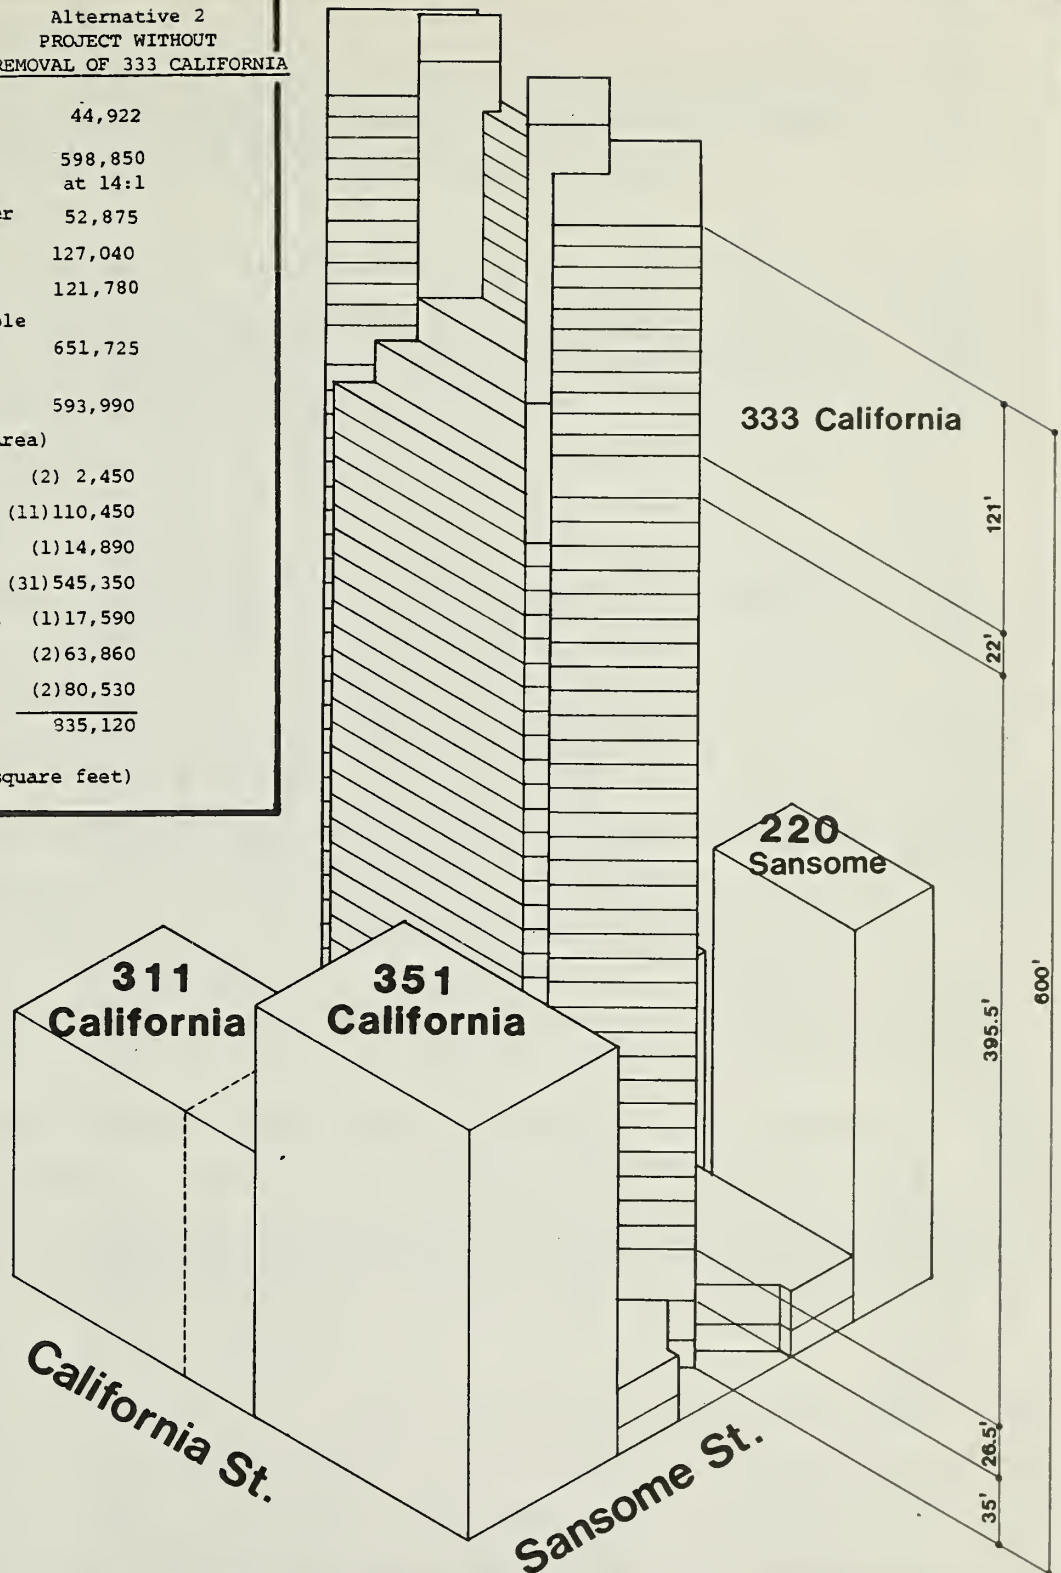 Alternative 2
PROJECT WITHOUT
REMOVAL OF 333 CALIFORNIA
44,922
598,850
at 14:1
52,875
127,040
121,780
651,725
593,990
(2) 2,450
(11)110,450
(1)14,890
(31)545,350
(1)17,590
(2)63,860
(2)80,530
835,120
square feet)
333 California
121'
22'
395.5'
600'
26.5'
35'
220
Sansome
311
California
351
California
California St.
Sansome St.